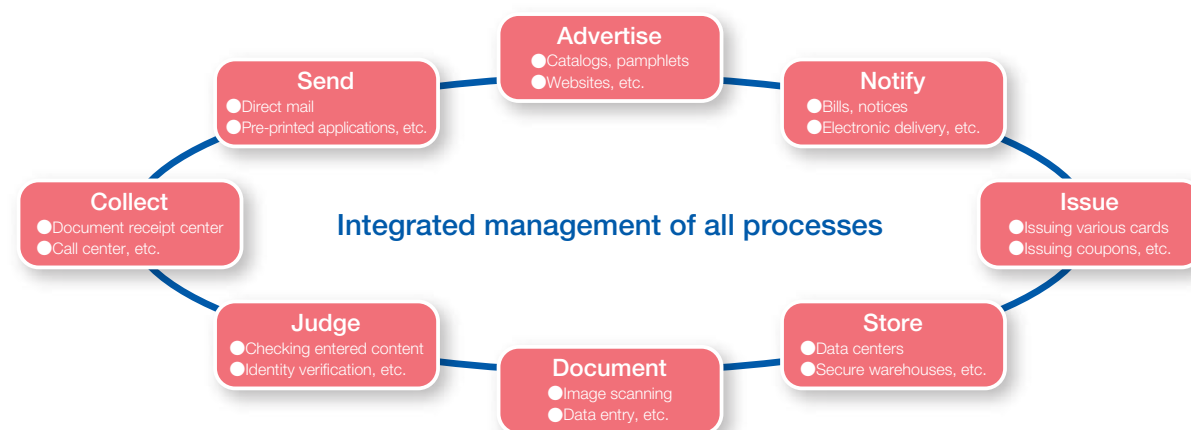 Advertise
●Catalogs, pamphlets
●Websites, etc.
Send
●Direct mail
●Pre-printed applications, etc.
Notify
●Bills, notices
●Electronic delivery, etc.
Collect
●Document receipt center
●Call center, etc.
Integrated management of all processes
Issue
●Issuing various cards
●Issuing coupons, etc.
Judge
●Checking entered content
●Identity verification, etc.
Store
●Data centers
●Secure warehouses, etc.
Document
●Image scanning
●Data entry, etc.